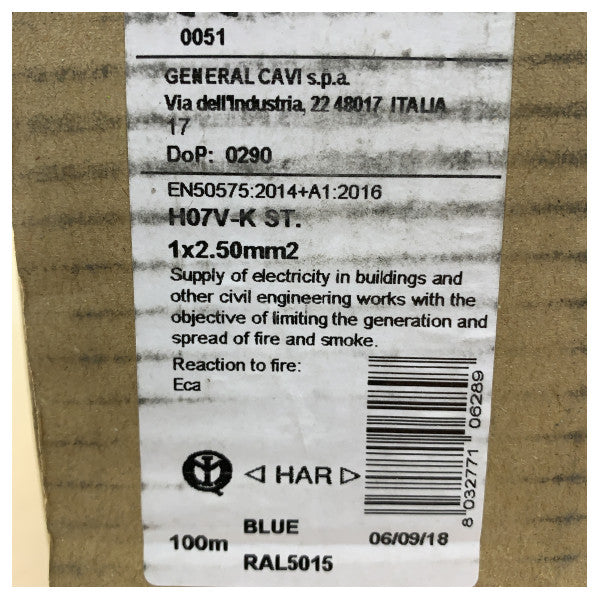 0051
GENERAL CAVI s.p.a
Via dell'Industria, 22 48017 ITALIA
17
DoP: 0290
EN50575:2014+A1:2016
H07V-K ST.
1x2.50mm2
Supply of electricity in buildings and
other civil engineering works with the
objective of limiting the generation and
spread of fire and smoke.
Reaction to fire:
Eca
◁ HAR ▷
8 032771 06289
BLUE
100m
06/09/18
RAL5015